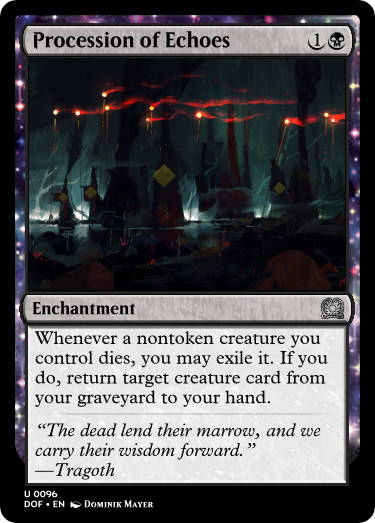 Procession of Echoes 1
Enchantment
Whenever a nontoken creature you
control dies, you may exile it. If you
do, return target creature card from
your graveyard to your hand.
“The dead lend their marrow, and we
carry their wisdom forward.”
—Tragoth
U 0096
DOF • EN DOMINIK MAYER